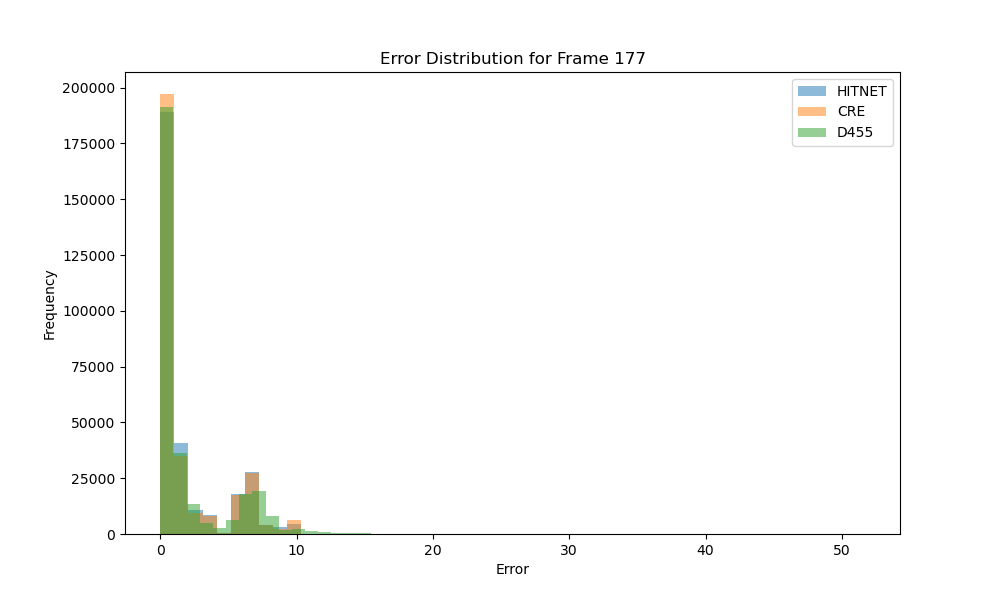 Error Distribution for Frame 177
HITNET
CRE
D455
200000
175000
150000
125000
100000
75000
50000
25000
0
Frequency
0 10 20 30 40 50
Error